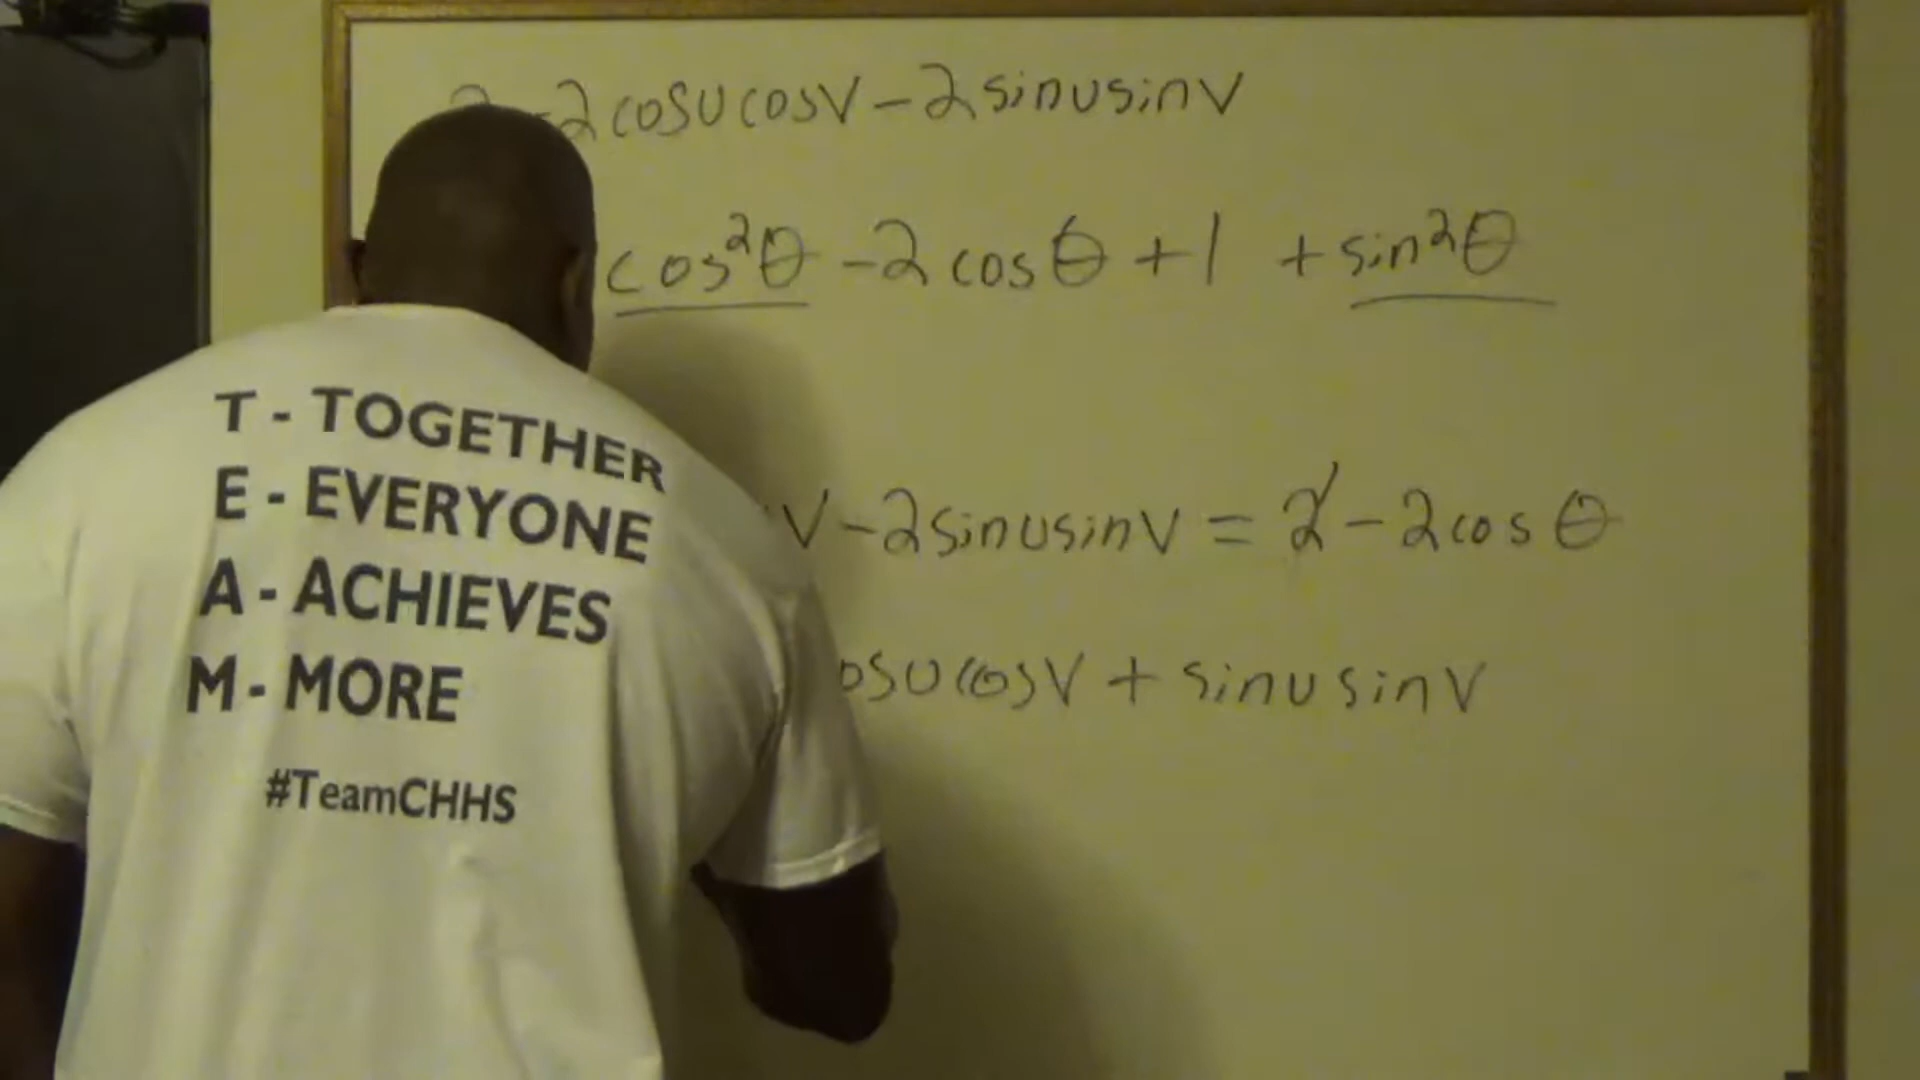 2 - 2cosucosv - 2sinusinv
cos²θ - 2cosθ + 1 + sin²θ
v - 2sinusinv = 2 - 2cosθ
osucosv + sinusinv
T - TOGETHER
E - EVERYONE
A - ACHIEVES
M - MORE
#TeamCHHS